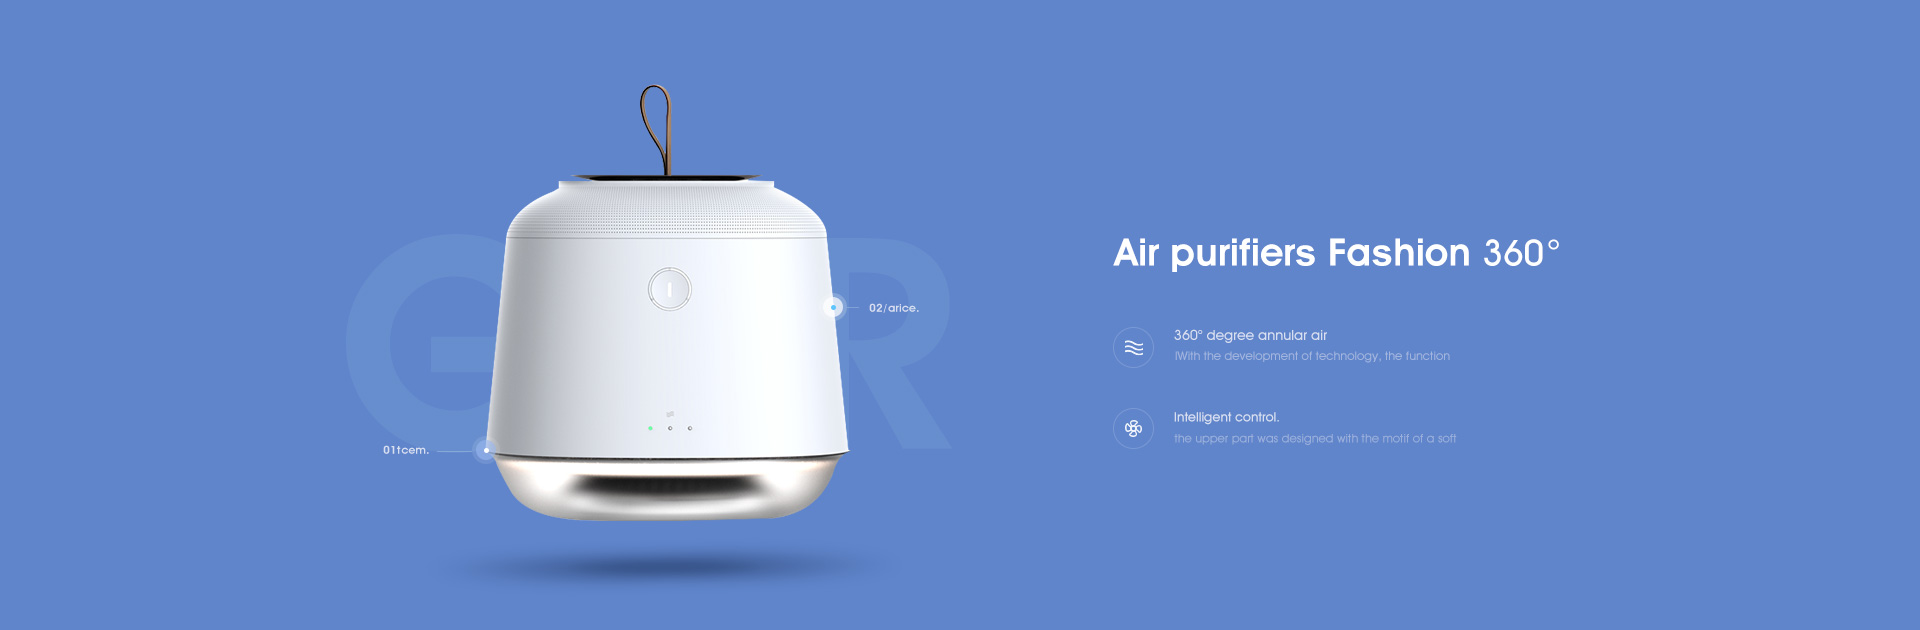 G R
02/arice.
01tcem.
Air purifiers Fashion 360°
360° degree annular air
IWith the development of technology, the function
Intelligent control.
the upper part was designed with the motif of a soft